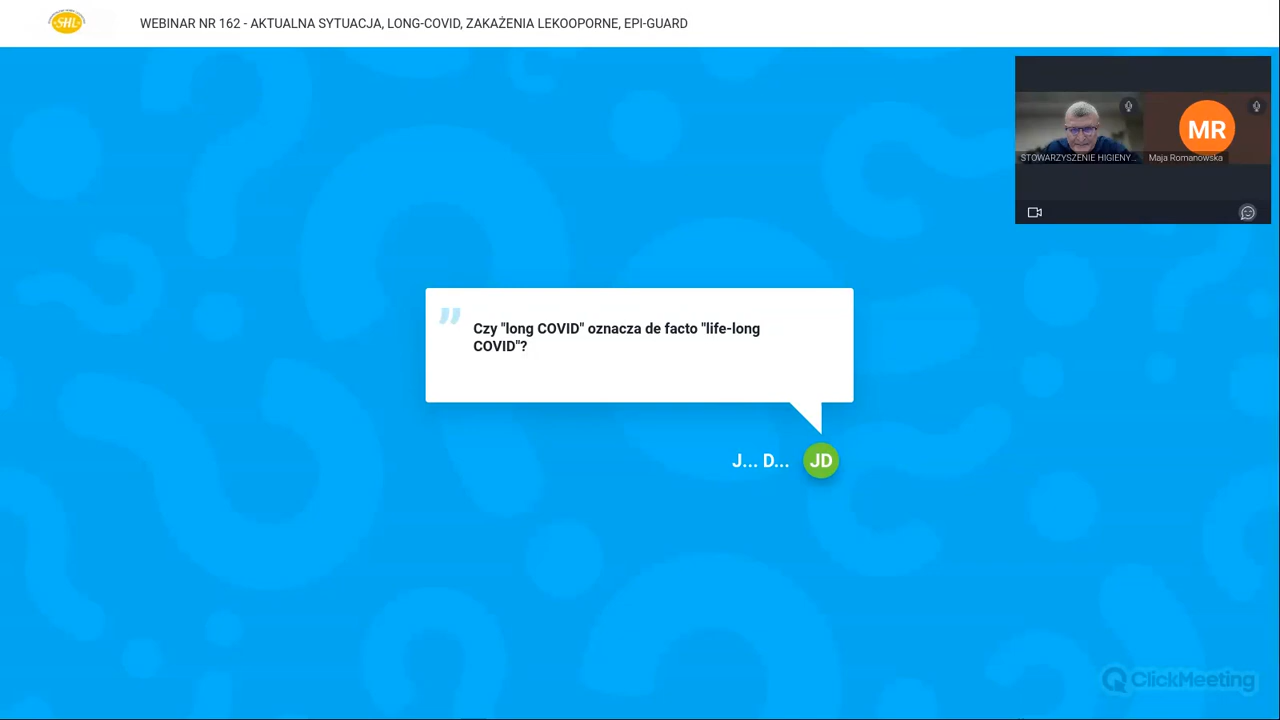 SHL
WEBINAR NR 162 - AKTUALNA SYTUACJA, LONG-COVID, ZAKAŻENIA LEKOOPORNE, EPI-GUARD
MR
STOWARZYSZENIE HIGIENY...
Maja Romanowska
Czy "long COVID" oznacza de facto "life-long
COVID"?
J... D...
JD
ClickMeeting